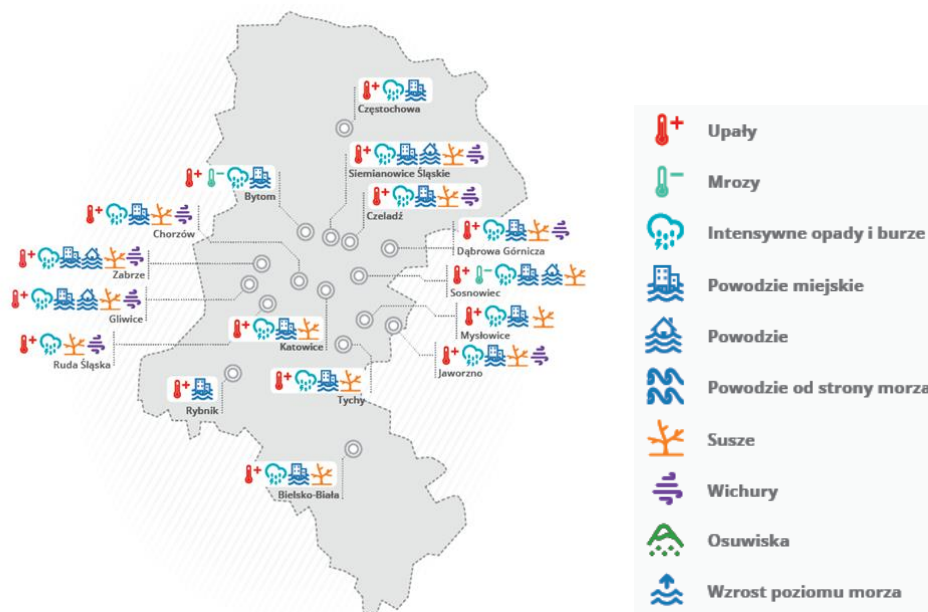 Częstochowa
Siemianowice Śląskie
Bytom
Czeladź
Chorzów
Dąbrowa Górnicza
Zabrze
Sosnowiec
Gliwice
Mysłowice
Katowice
Ruda Śląska
Jaworzno
Rybnik
Tychy
Bielsko-Biała
Upały
Mrozy
Intensywne opady i burze
Powodzie miejskie
Powodzie
Powodzie od strony morza
Susze
Wichury
Osuwiska
Wzrost poziomu morza